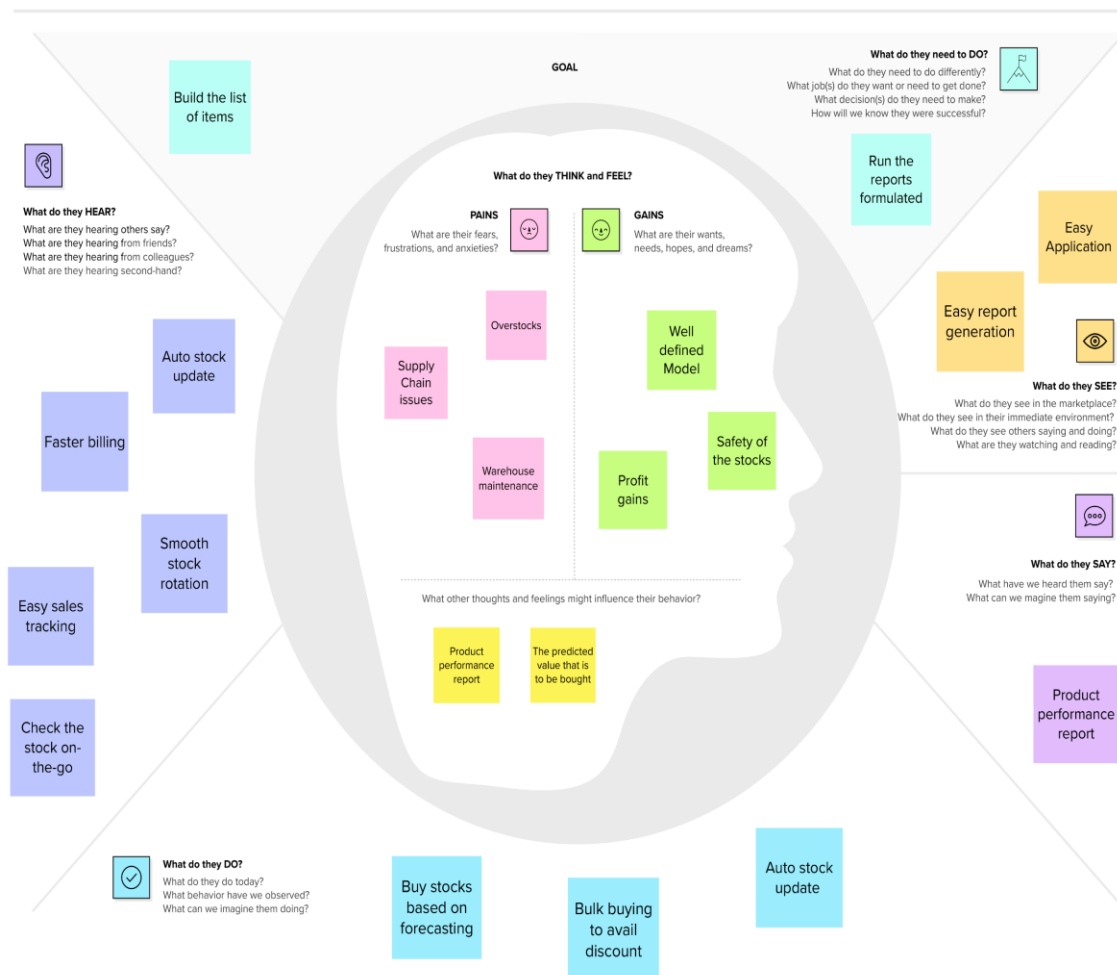 GOAL
Build the list
of items
What do they need to DO?
What do they need to do differently?
What job(s) do they want or need to get done?
What decision(s) do they need to make?
How will we know they were successful?
Run the
reports
formulated
What do they HEAR?
What are they hearing others say?
What are they hearing from friends?
What are they hearing from colleagues?
What are they hearing second-hand?
Auto stock
update
Faster billing
Smooth
stock
rotation
Easy sales
tracking
Check the
stock on-
the-go
What do they THINK and FEEL?
PAINS
What are their fears,
frustrations, and anxieties?
Overstocks
Supply
Chain
issues
Warehouse
maintenance
GAINS
What are their wants,
needs, hopes, and dreams?
Well
defined
Model
Safety of
the stocks
Profit
gains
What other thoughts and feelings might influence their behavior?
Product
performance
report
The predicted
value that is
to be bought
Easy
Application
Easy report
generation
What do they SEE?
What do they see in the marketplace?
What do they see in their immediate environment?
What do they see others saying and doing?
What are they watching and reading?
What do they SAY?
What have we heard them say?
What can we magine them saying?
Product
performance
report
What do they DO?
What do they do today?
What behavior have we observed?
What can we imagine them doing?
Buy stocks
based on
forecasting
Bulk buying
to avail
discount
Auto stock
update